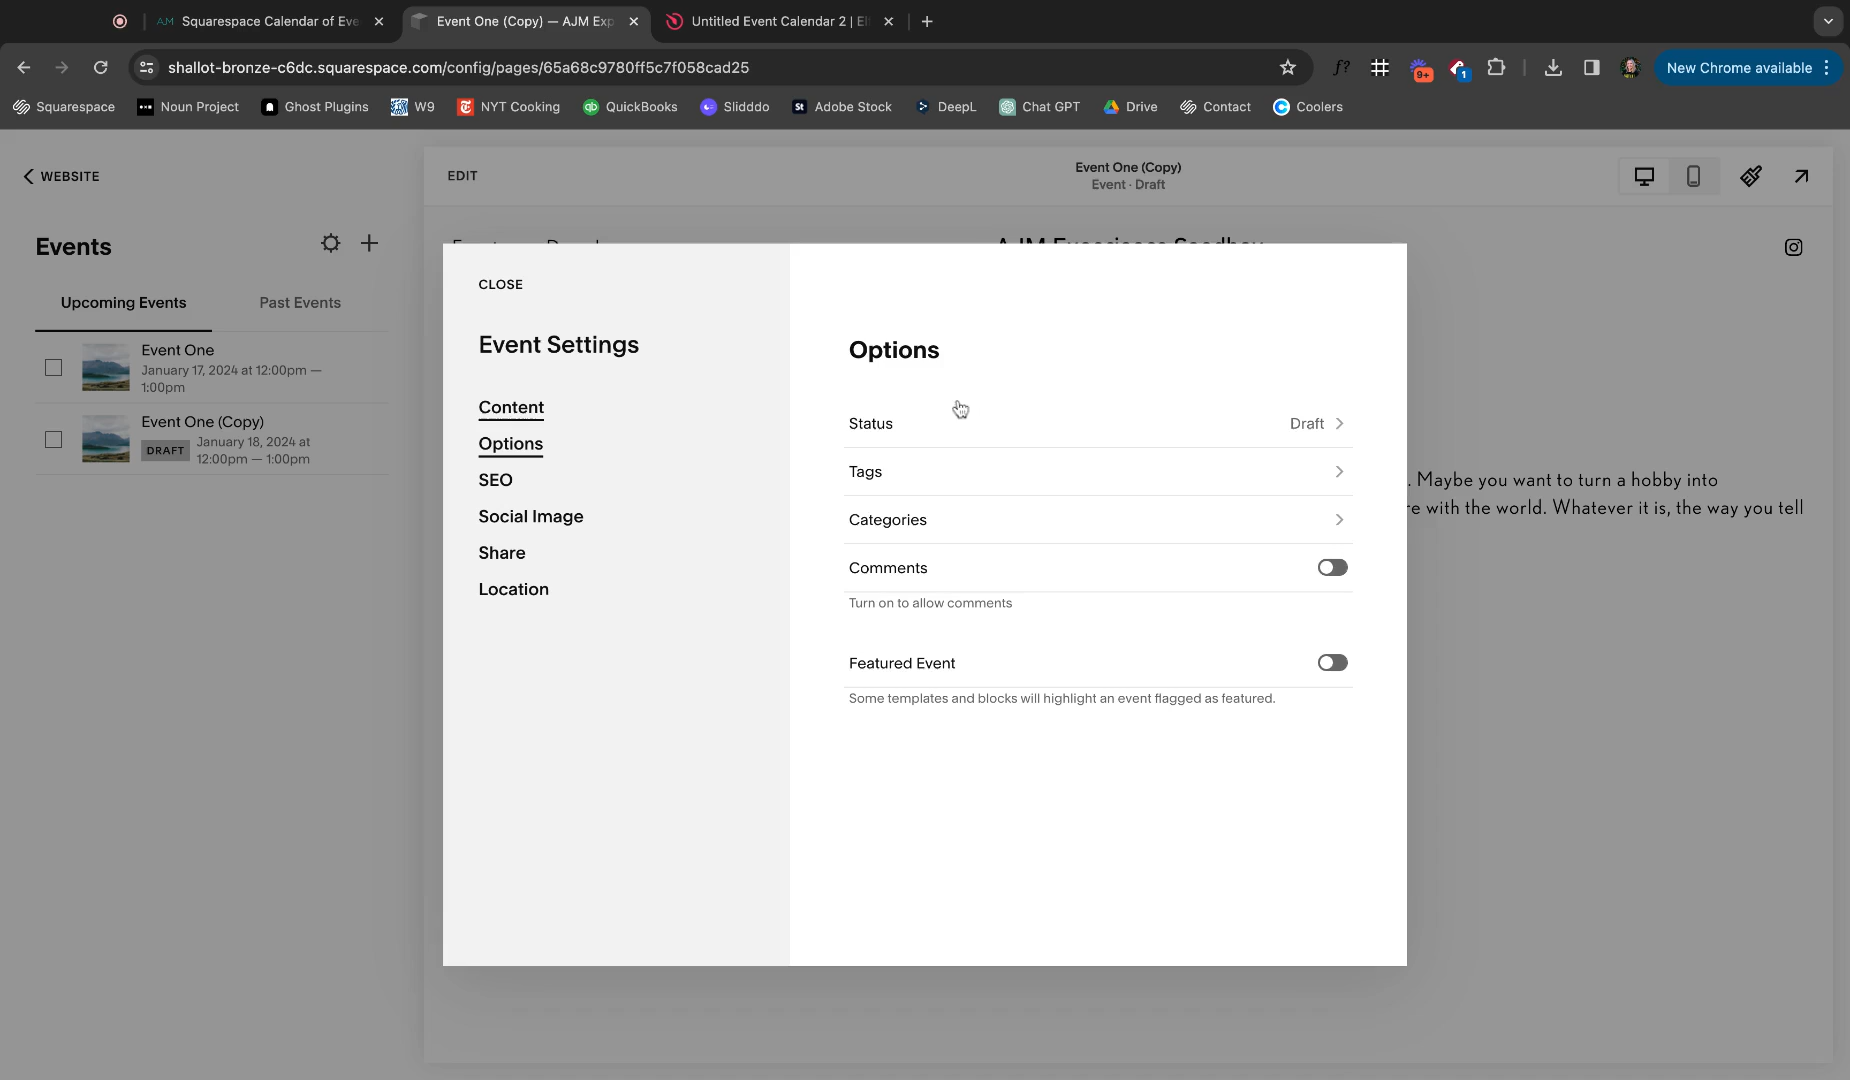 Squarespace Calendar of Eve
Event One (Copy) — AJM Exp
Untitled Event Calendar 2 | El
shallot-bronze-c6dc.squarespace.com/config/pages/65a68c9780ff5c7f058cad25
f?
9+
1
New Chrome available
Squarespace
Noun Project
Ghost Plugins
W9
NYT Cooking
QuickBooks
Slidddo
St Adobe Stock
DeepL
Chat GPT
Drive
Contact
Coolers
WEBSITE
EDIT
Event One (Copy)
Event · Draft
Events
Upcoming Events
Past Events
Event One
January 17, 2024 at 12:00pm —
1:00pm
Event One (Copy)
DRAFT
January 18, 2024 at
12:00pm — 1:00pm
CLOSE
Event Settings
Content
Options
SEO
Social Image
Share
Location
Options
Status
Draft
Tags
Categories
Comments
Turn on to allow comments
Featured Event
Some templates and blocks will highlight an event flagged as featured.
. Maybe you want to turn a hobby into
re with the world. Whatever it is, the way you tell